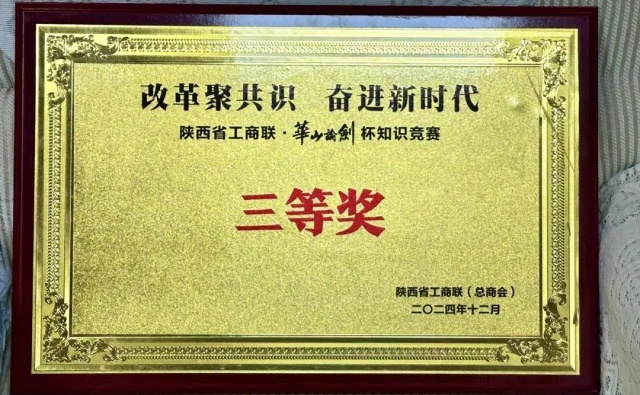 改革聚共识 奋进新时代
陕西省工商联·華山论劍杯知识竞赛
三等奖
陕西省工商联（总商会）
二〇二四年十二月